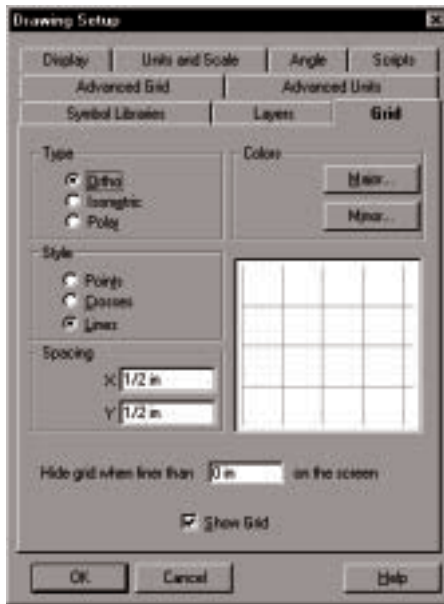 Drawing Setup
Display Units and Scale Angle Scripts
Advanced Grid Advanced Units
Symbol Libraries Layers Grid
Type
Ortho
Isometric
Polar
Colors
Major...
Minor...
Style
Points
Crosses
Lines
Spacing
X 1/2 in
Y 1/2 in
Hide grid when finer than 0 in on the screen
Show Grid
OK Cancel Help